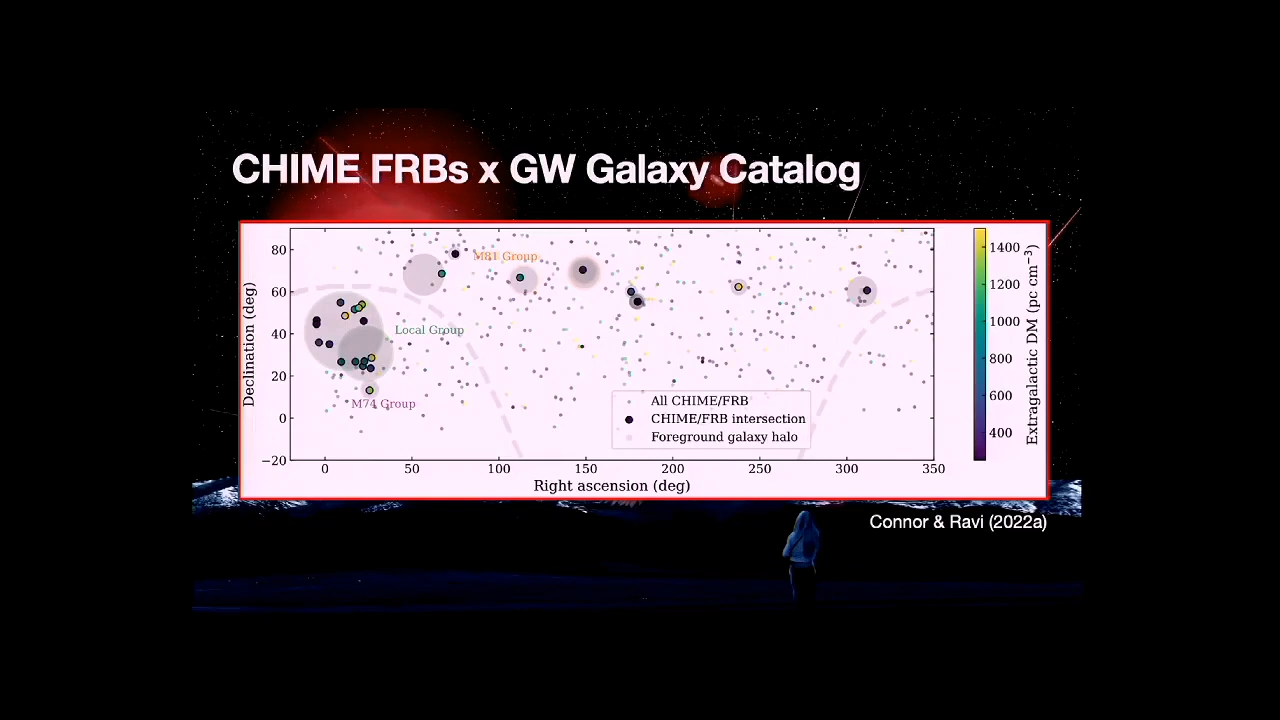 CHIME FRBs x GW Galaxy Catalog
80
60
40
20
0
−20
Declination (deg)
M81 Group
Local Group
M74 Group
All CHIME/FRB
CHIME/FRB intersection
Foreground galaxy halo
0 50 100 150 200 250 300 350
Right ascension (deg)
1400
1200
1000
800
600
400
Extragalactic DM (pc cm⁻³)
Connor & Ravi (2022a)